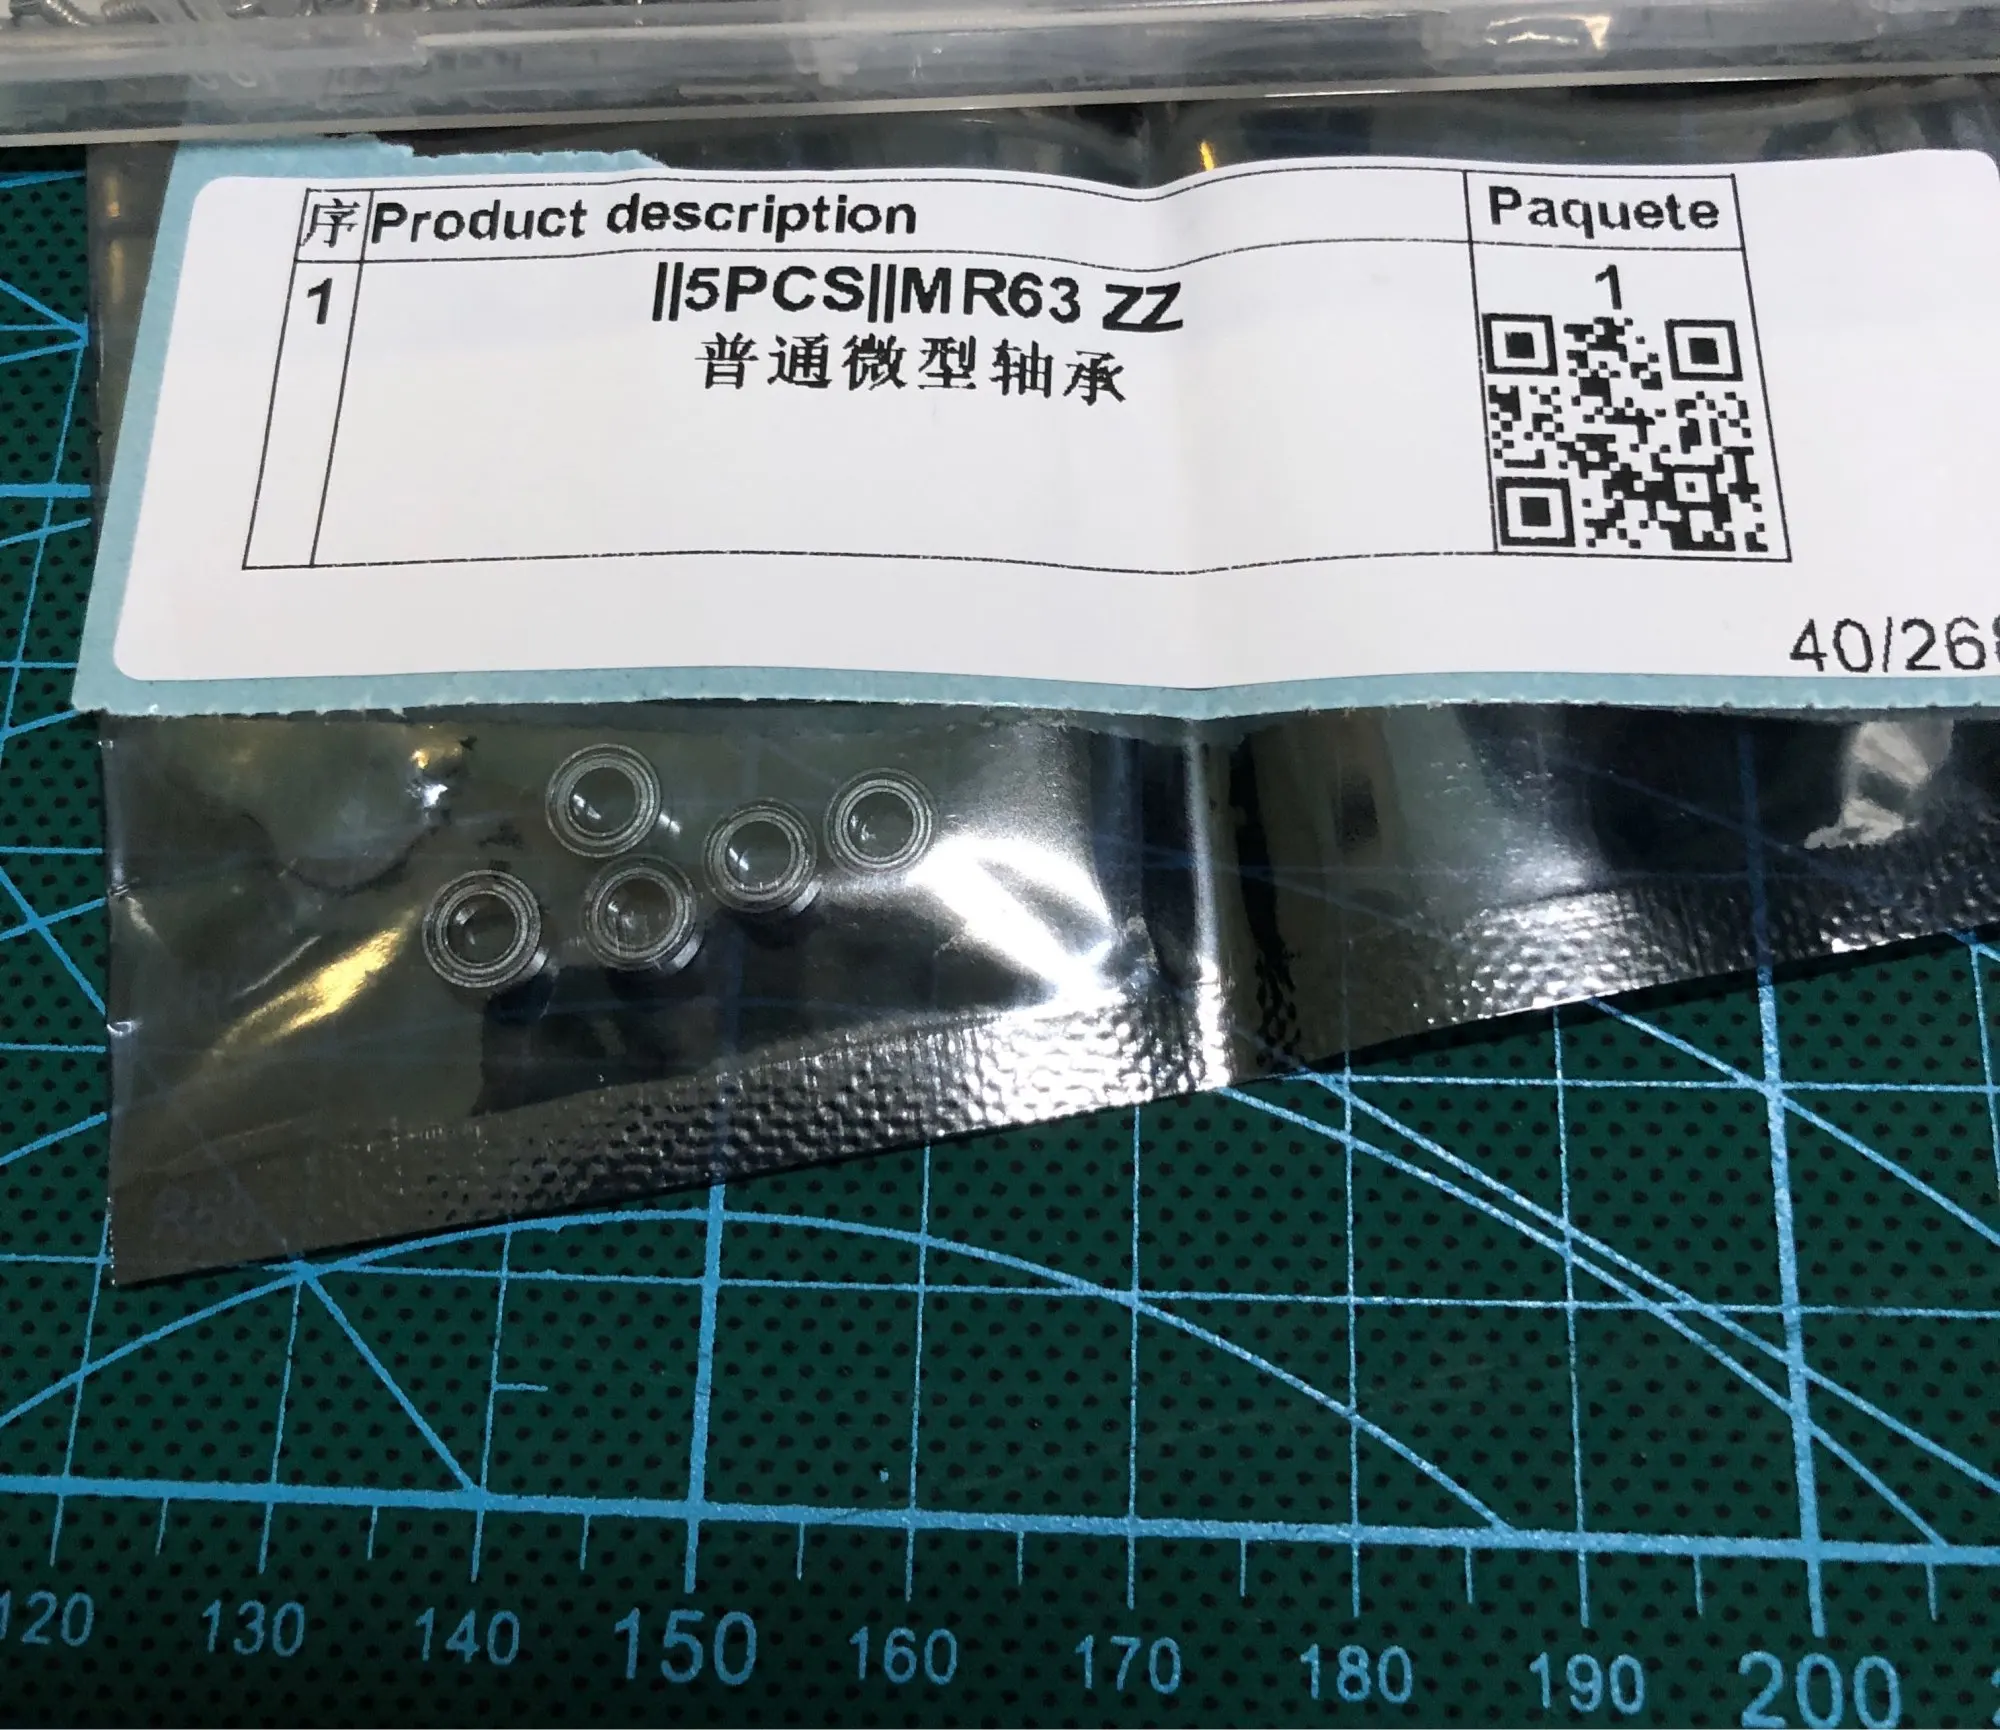 序 Product description Paquete
1 ||5PCS||MR63 ZZ 1
普通微型轴承
40/268
120 130 140 150 160 170 180 190 200